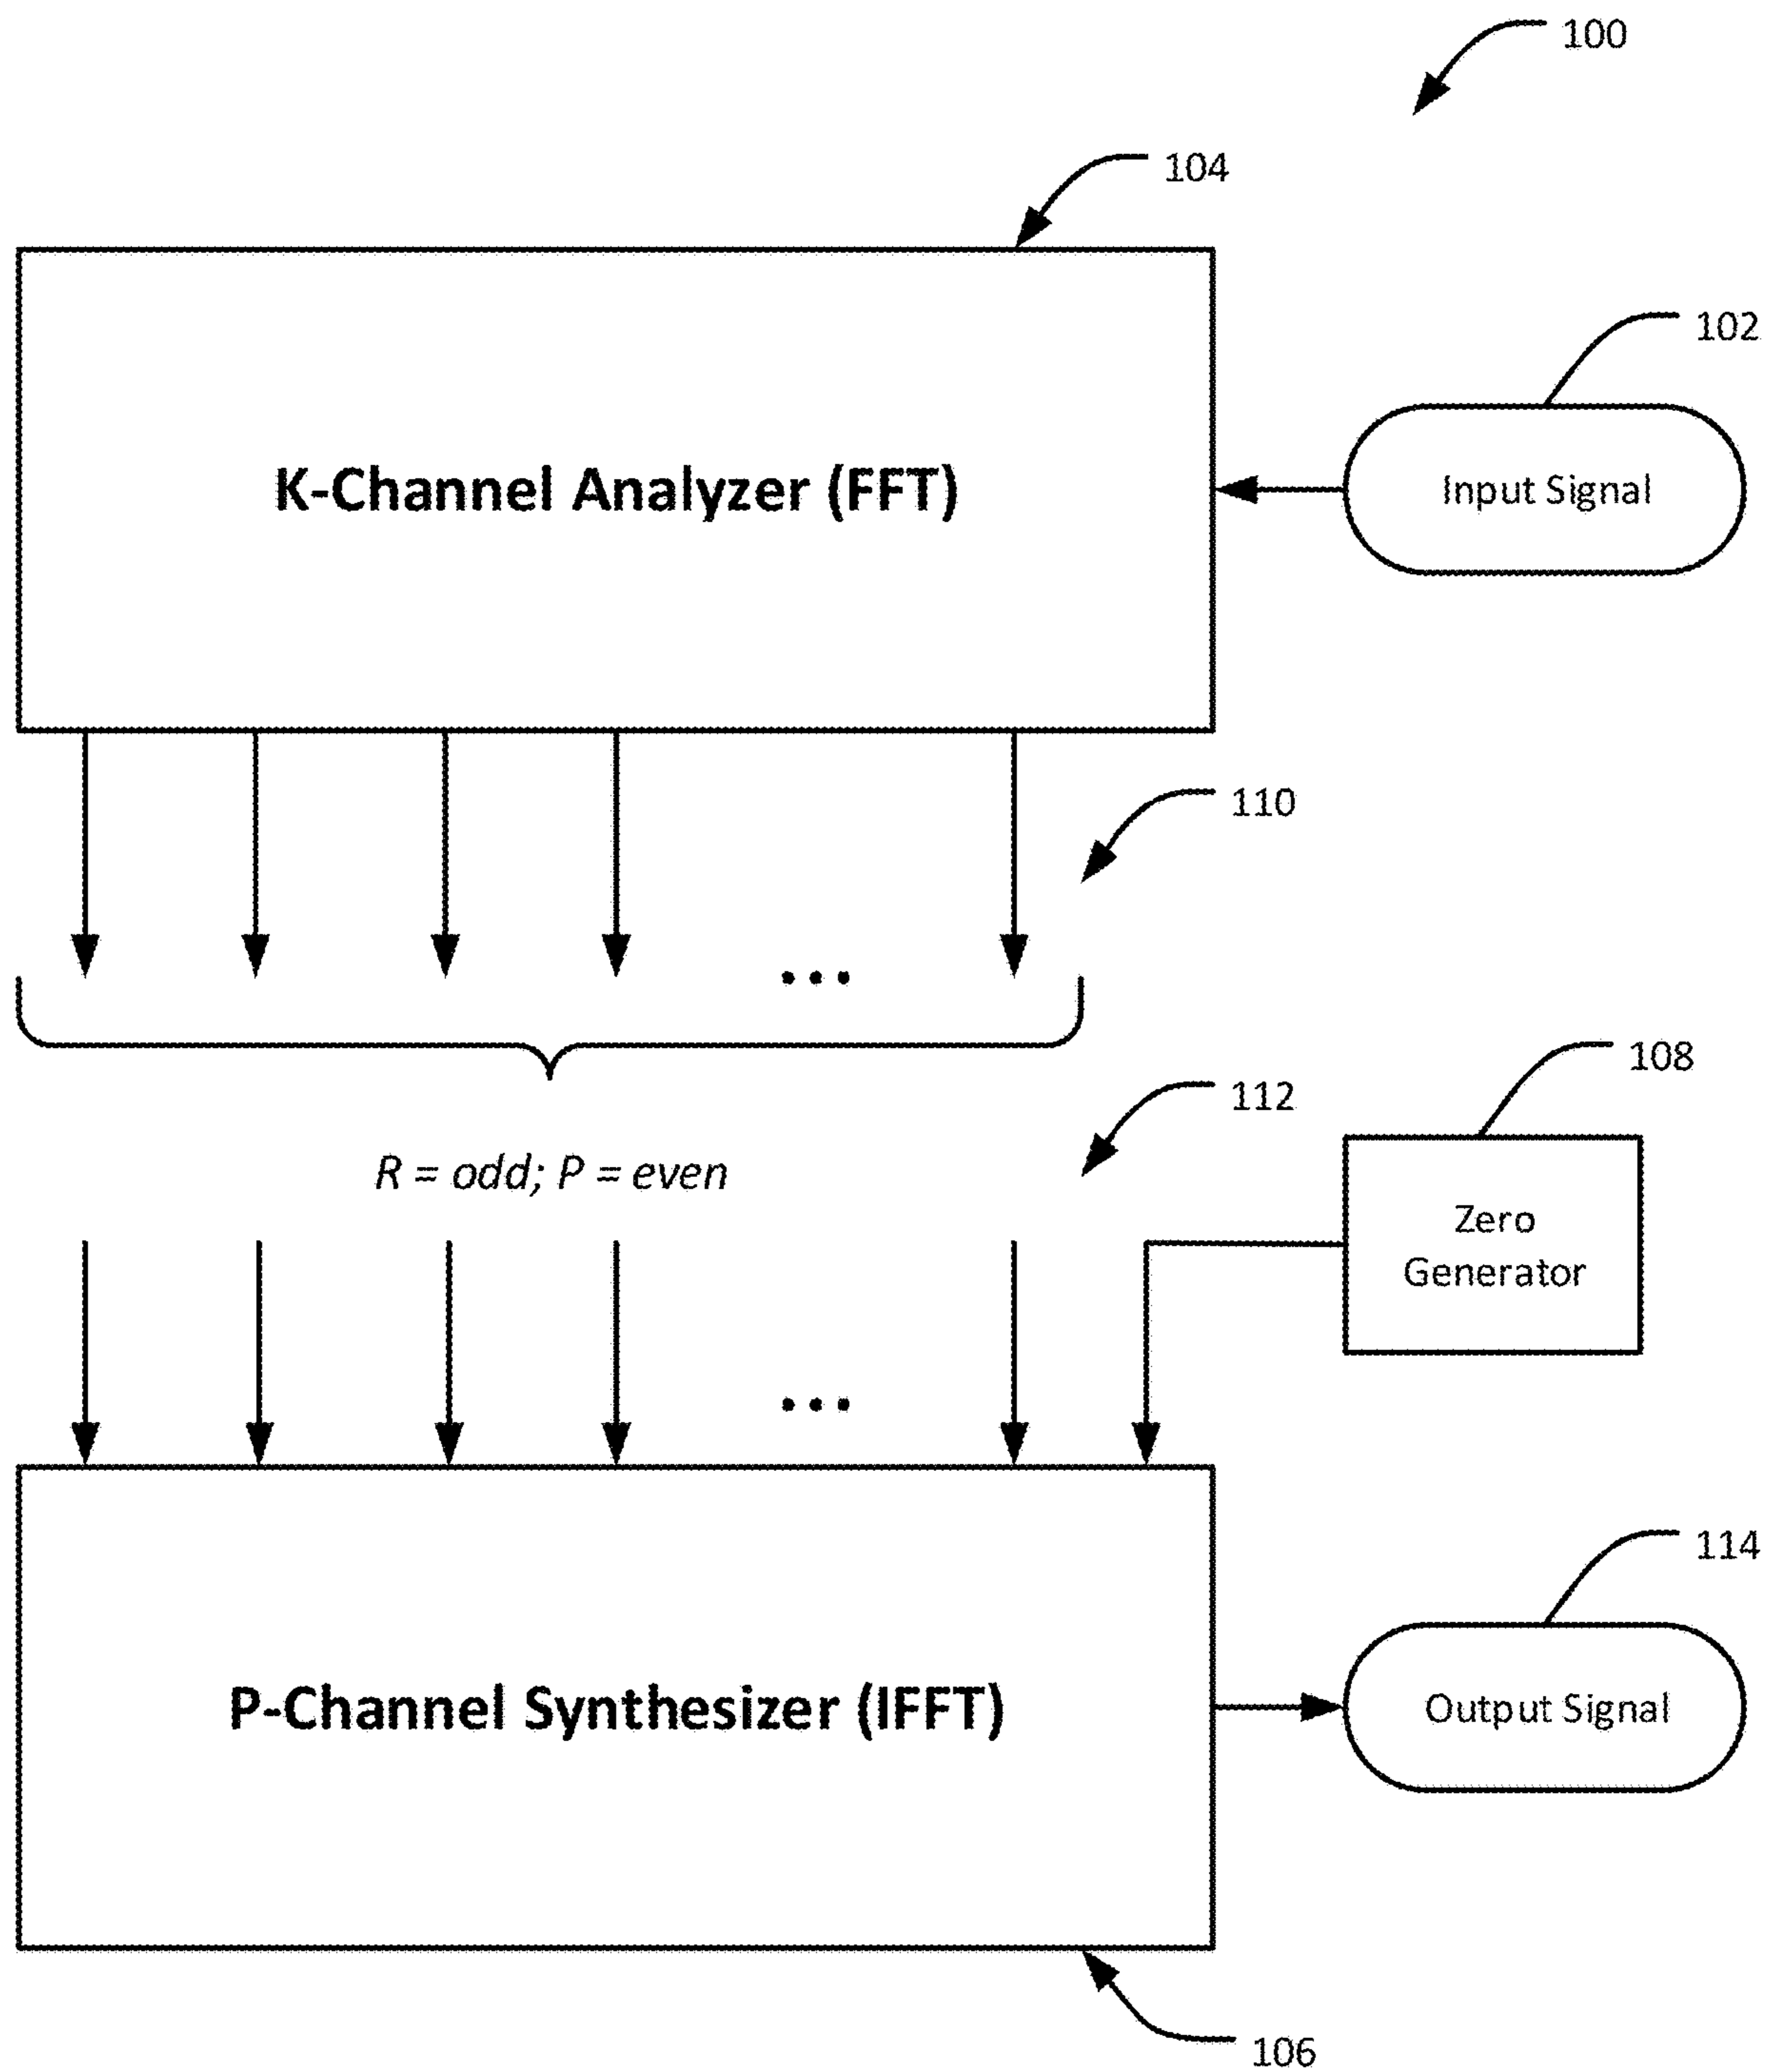 100
104
102
K-Channel Analyzer (FFT)
Input Signal
110
...
108
112
R = odd; P = even
Zero
Generator
...
114
P-Channel Synthesizer (IFFT)
Output Signal
106